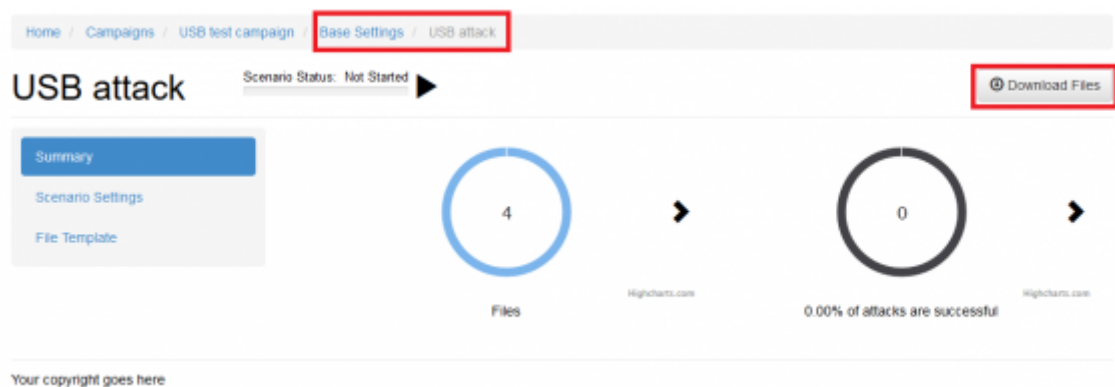 Home / Campaigns / USB test campaign / Base Settings / USB attack
USB attack
Scenario Status: Not Started
Download Files
Summary
Scenario Settings
File Template
4
0
Highcharts.com
Highcharts.com
Files
0.00% of attacks are successful
Your copyright goes here